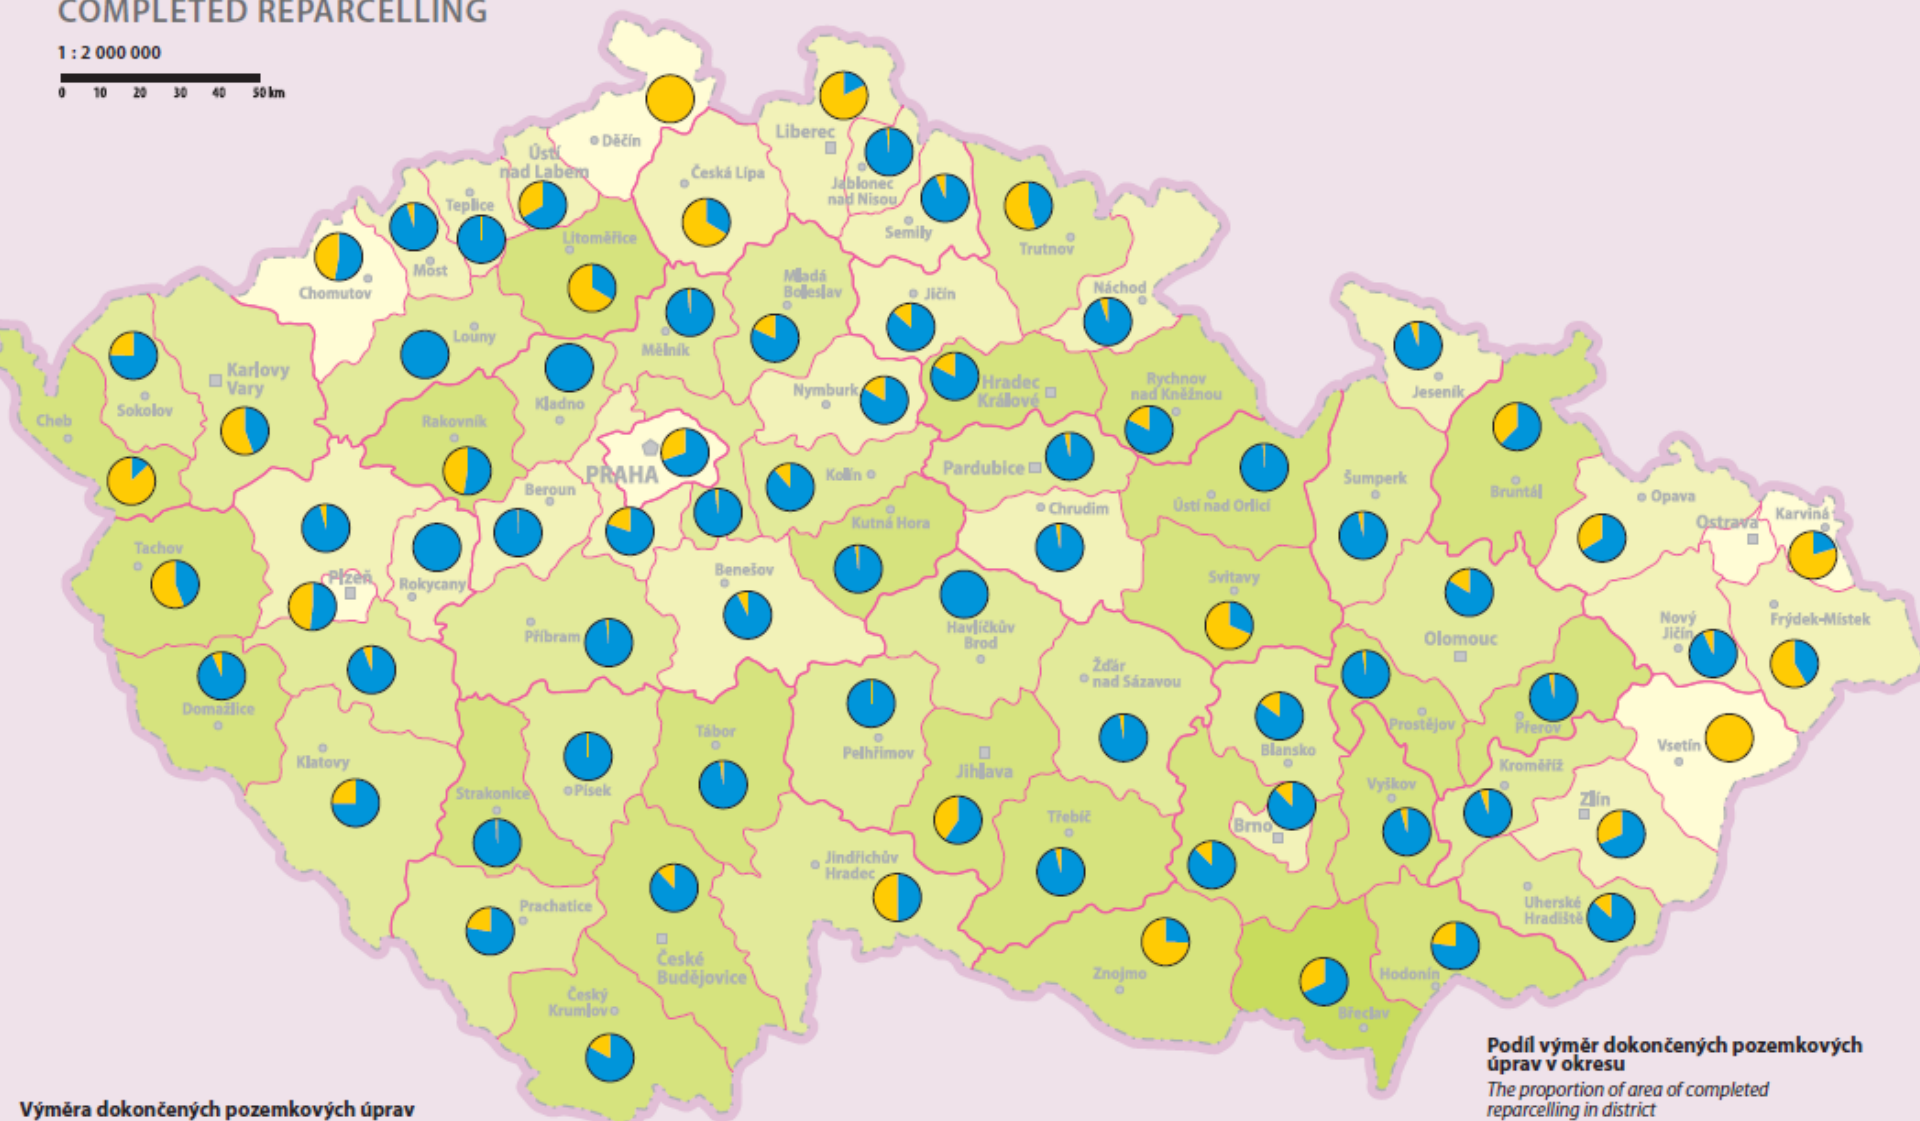 COMPLETED REPARCELLING
1 : 2 000 000
0 10 20 30 40 50 km
Děčín
Liberec
Ústí
nad Labem
Česká Lípa
Jablonec
nad Nisou
Teplice
Semily
Litoměřice
Trutnov
Most
Chomutov
Mladá
Boleslav
Jičín
Náchod
Louny
Mělník
Karlovy
Vary
Sokolov
Cheb
Kladno
Rakovník
Nymburk
Hradec
Králové
Rychnov
nad Kněžnou
Jeseník
PRAHA
Beroun
Kolín
Pardubice
Ústí nad Orlicí
Šumperk
Bruntál
Opava
Ostrava
Karviná
Kutná Hora
Chrudim
Tachov
Plzeň
Rokycany
Benešov
Svitavy
Příbram
Havlíčkův
Brod
Olomouc
Nový
Jičín
Frýdek-Místek
Domažlice
Žďár
nad Sázavou
Prostějov
Přerov
Klatovy
Tábor
Pelhřimov
Jihlava
Blansko
Vsetín
Kroměříž
Strakonice
Písek
Vyškov
Zlín
Třebíč
Brno
Jindřichův
Hradec
Prachatice
Uherské
Hradiště
České
Budějovice
Znojmo
Hodonín
Český
Krumlov
Břeclav
Podíl výměr dokončených pozemkových
úprav v okresu
The proportion of area of completed
reparcelling in district
Výměra dokončených pozemkových úprav